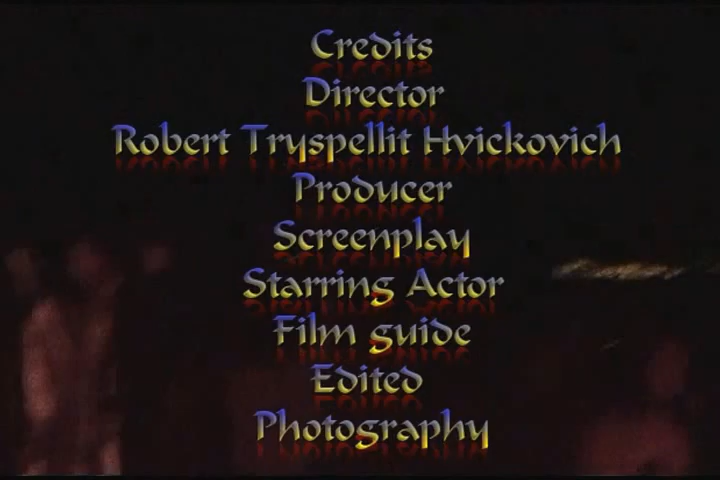 Credits
Director
Robert Tryspellit Hvickovich
Producer
Screenplay
Starring Actor
Film guide
Edited
Photography